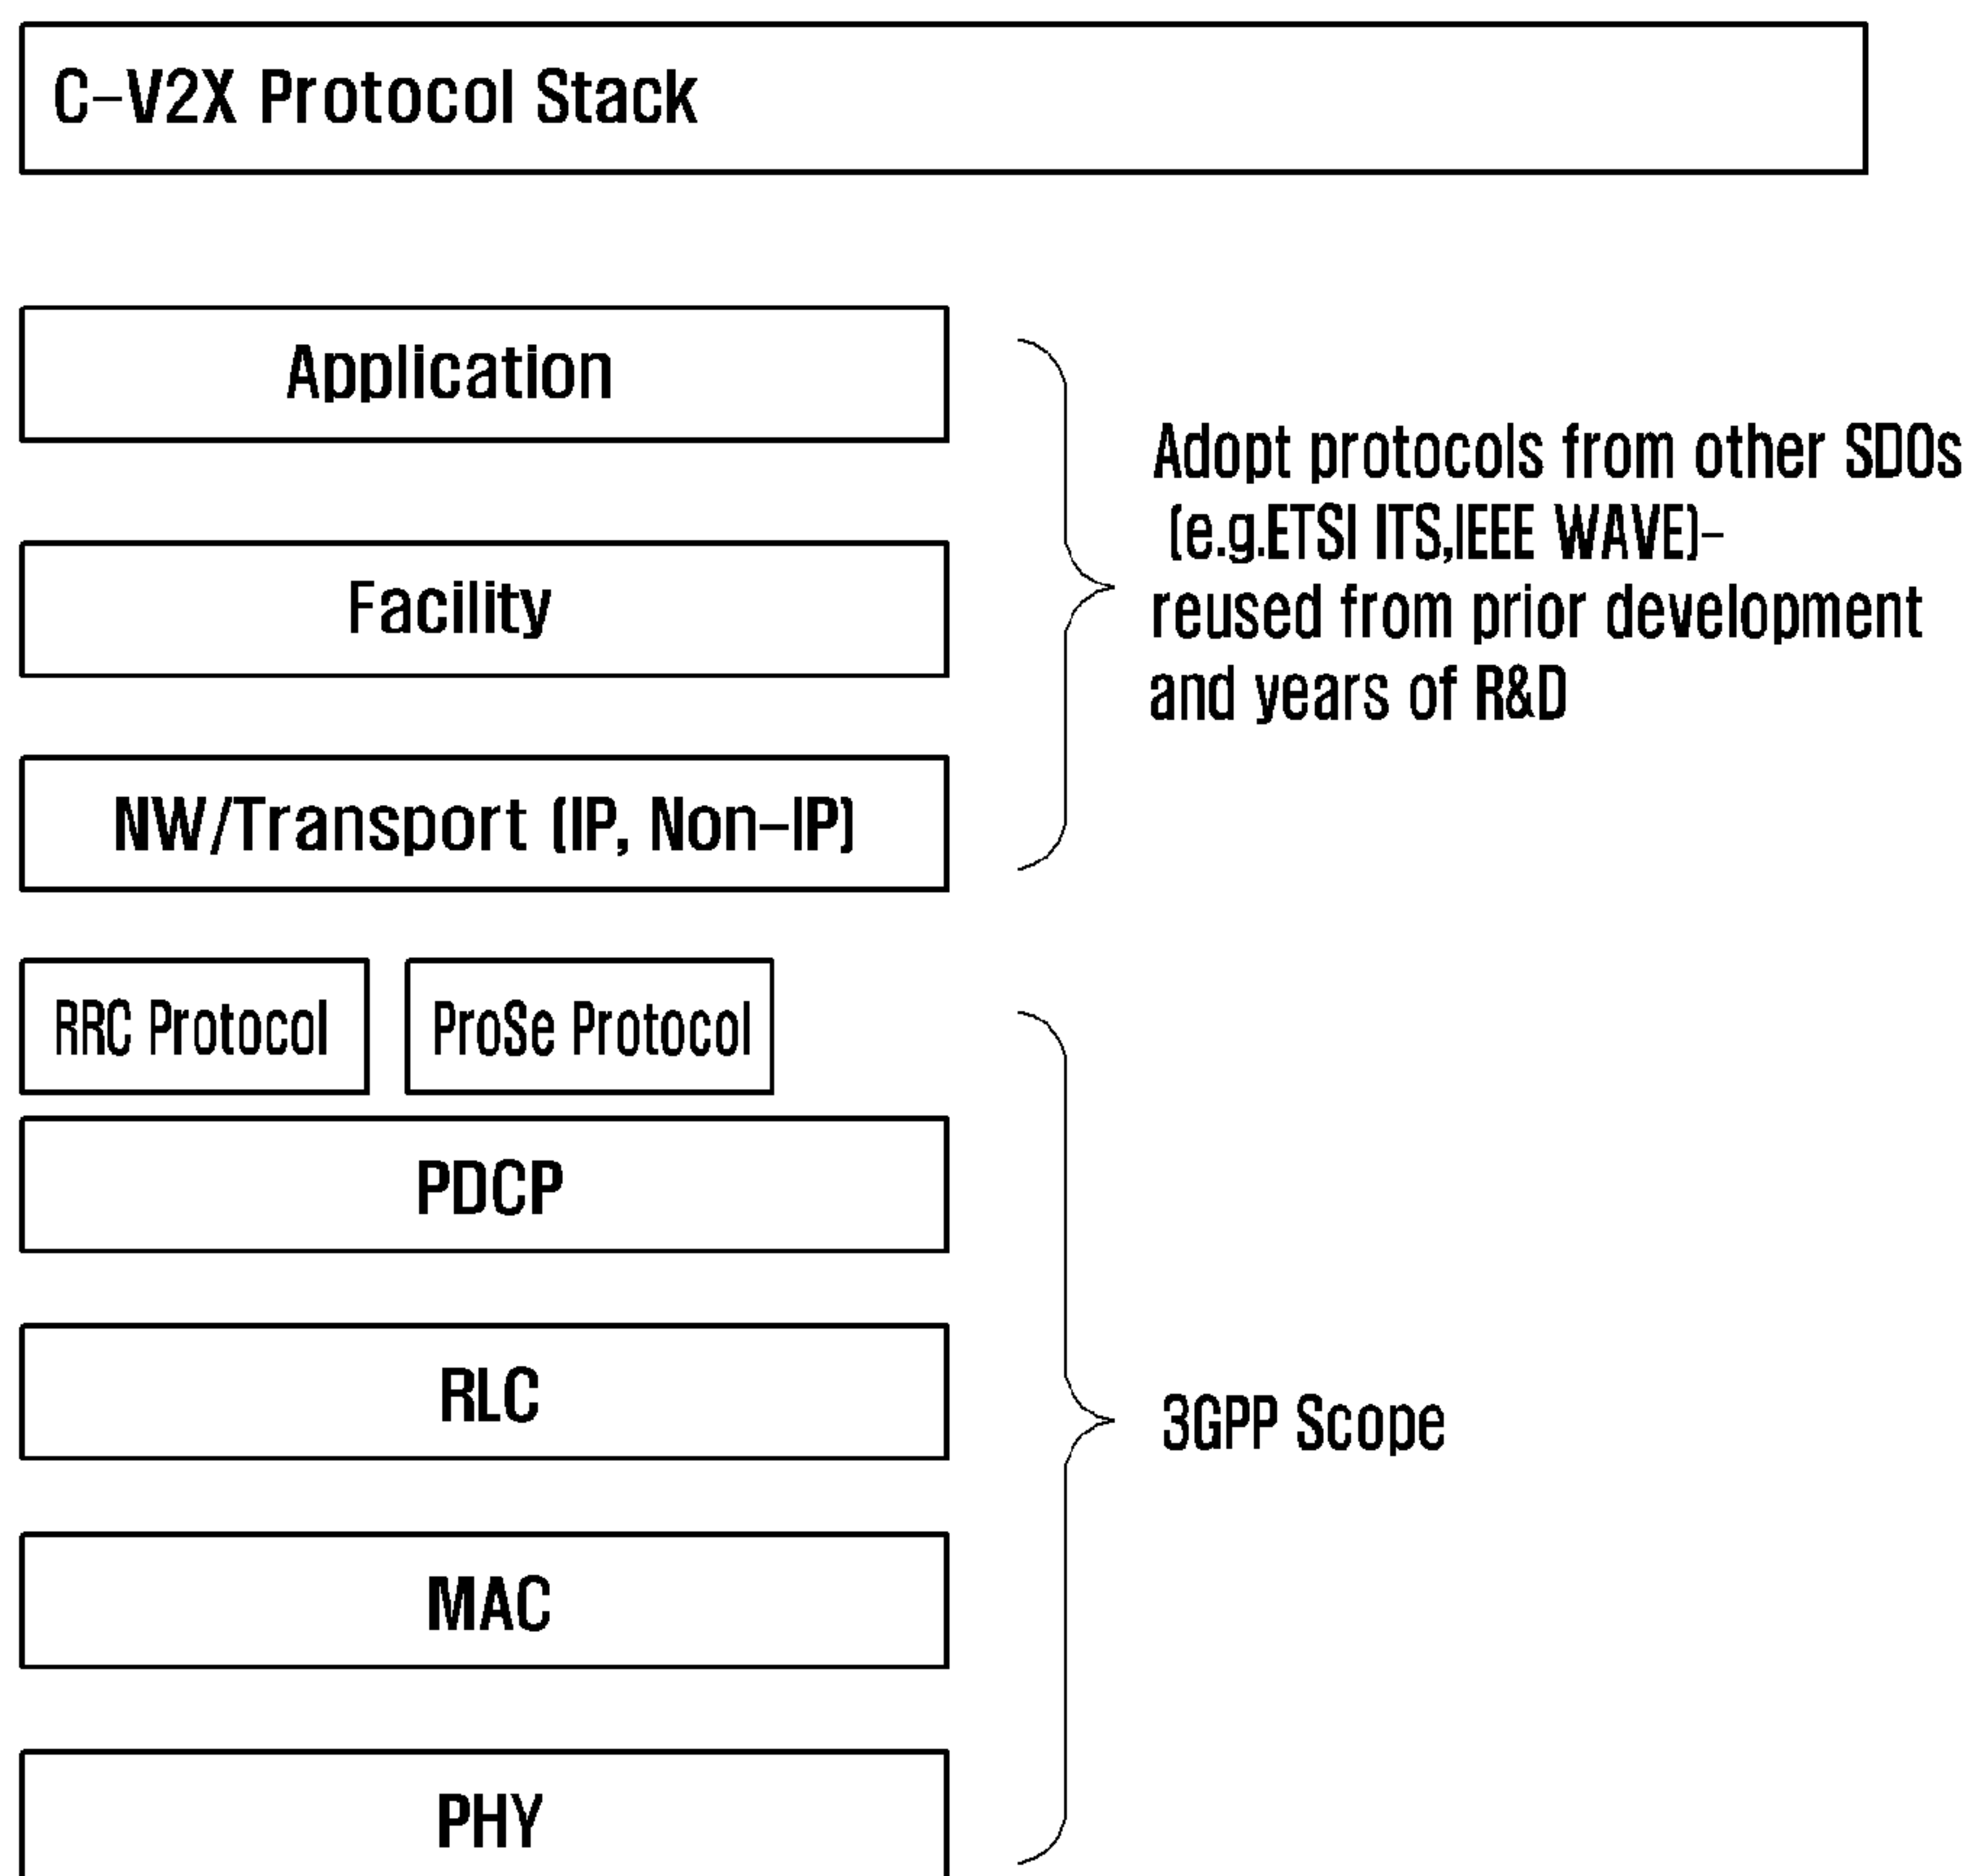 C-V2X Protocol Stack
Application
Facility
NW/Transport (IP, Non-IP)
Adopt protocols from other SDOs
(e.g.ETSI ITS,IEEE WAVE)-
reused from prior development
and years of R&D
RRC Protocol
ProSe Protocol
PDCP
RLC
MAC
PHY
3GPP Scope